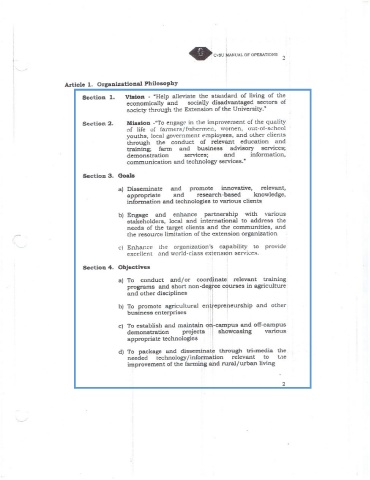 CvSU MANUAL OF OPERATIONS
2
Article 1. Organizational Philosophy
Section 1. Vision - "Help alleviate the standard of living of the
economically and socially disadvantaged sectors of
society through the Extension of the University."
Section 2. Mission -"To engage in the improvement of the quality
of life of farmers/fishermen, women, out-of-school
youths, local government employees, and other clients
through the conduct of relevant education and
training; farm and business advisory services;
demonstration services; and information,
communication and technology services."
Section 3. Goals
a) Disseminate and promote innovative, relevant,
appropriate and research-based knowledge,
information and technologies to various clients
b) Engage and enhance partnership with various
stakeholders, local and international to address the
needs of the target clients and the communities, and
the resource limitation of the extension organization
c) Enhance the organization's capability to provide
excellent and world-class extension services.
Section 4. Objectives
a) To conduct and/or coordinate relevant training
programs and short non-degree courses in agriculture
and other disciplines
b) To promote agricultural entrepreneurship and other
business enterprises
c) To establish and maintain on-campus and off-campus
demonstration projects showcasing various
appropriate technologies
d) To package and disseminate through tri-media the
needed technology/information relevant to the
improvement of the farming and rural/urban living
2